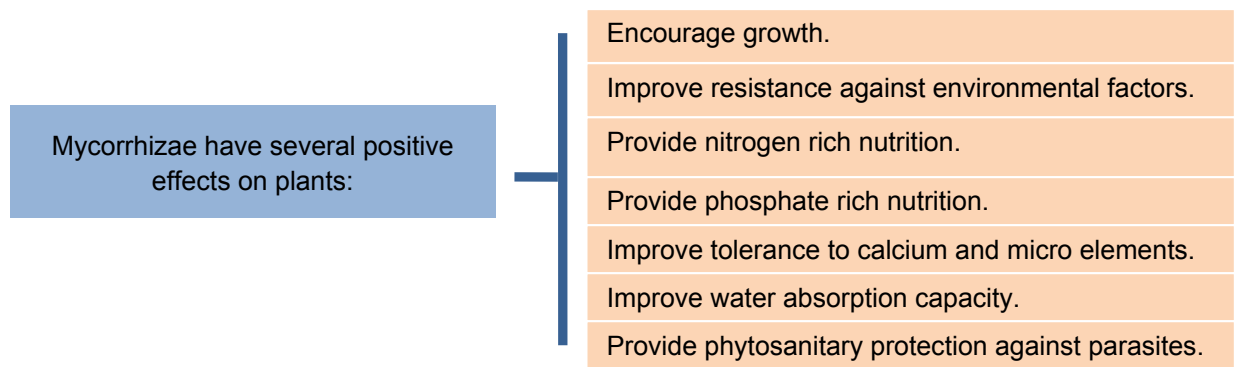 Mycorrhizae have several positive
effects on plants:
Encourage growth.
Improve resistance against environmental factors.
Provide nitrogen rich nutrition.
Provide phosphate rich nutrition.
Improve tolerance to calcium and micro elements.
Improve water absorption capacity.
Provide phytosanitary protection against parasites.